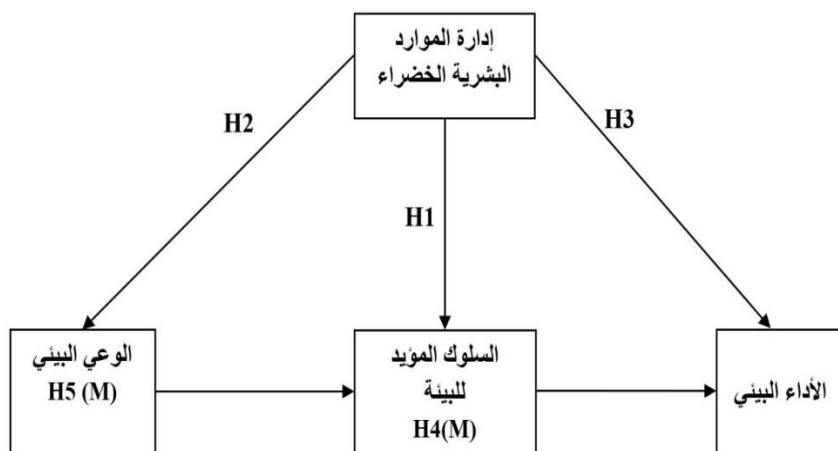 إدارة الموارد
البشرية الخضراء
H2
H3
H1
الوعي البيئي
H5 (M)
السلوك المؤيد
للبيئة
H4(M)
الأداء البيئي